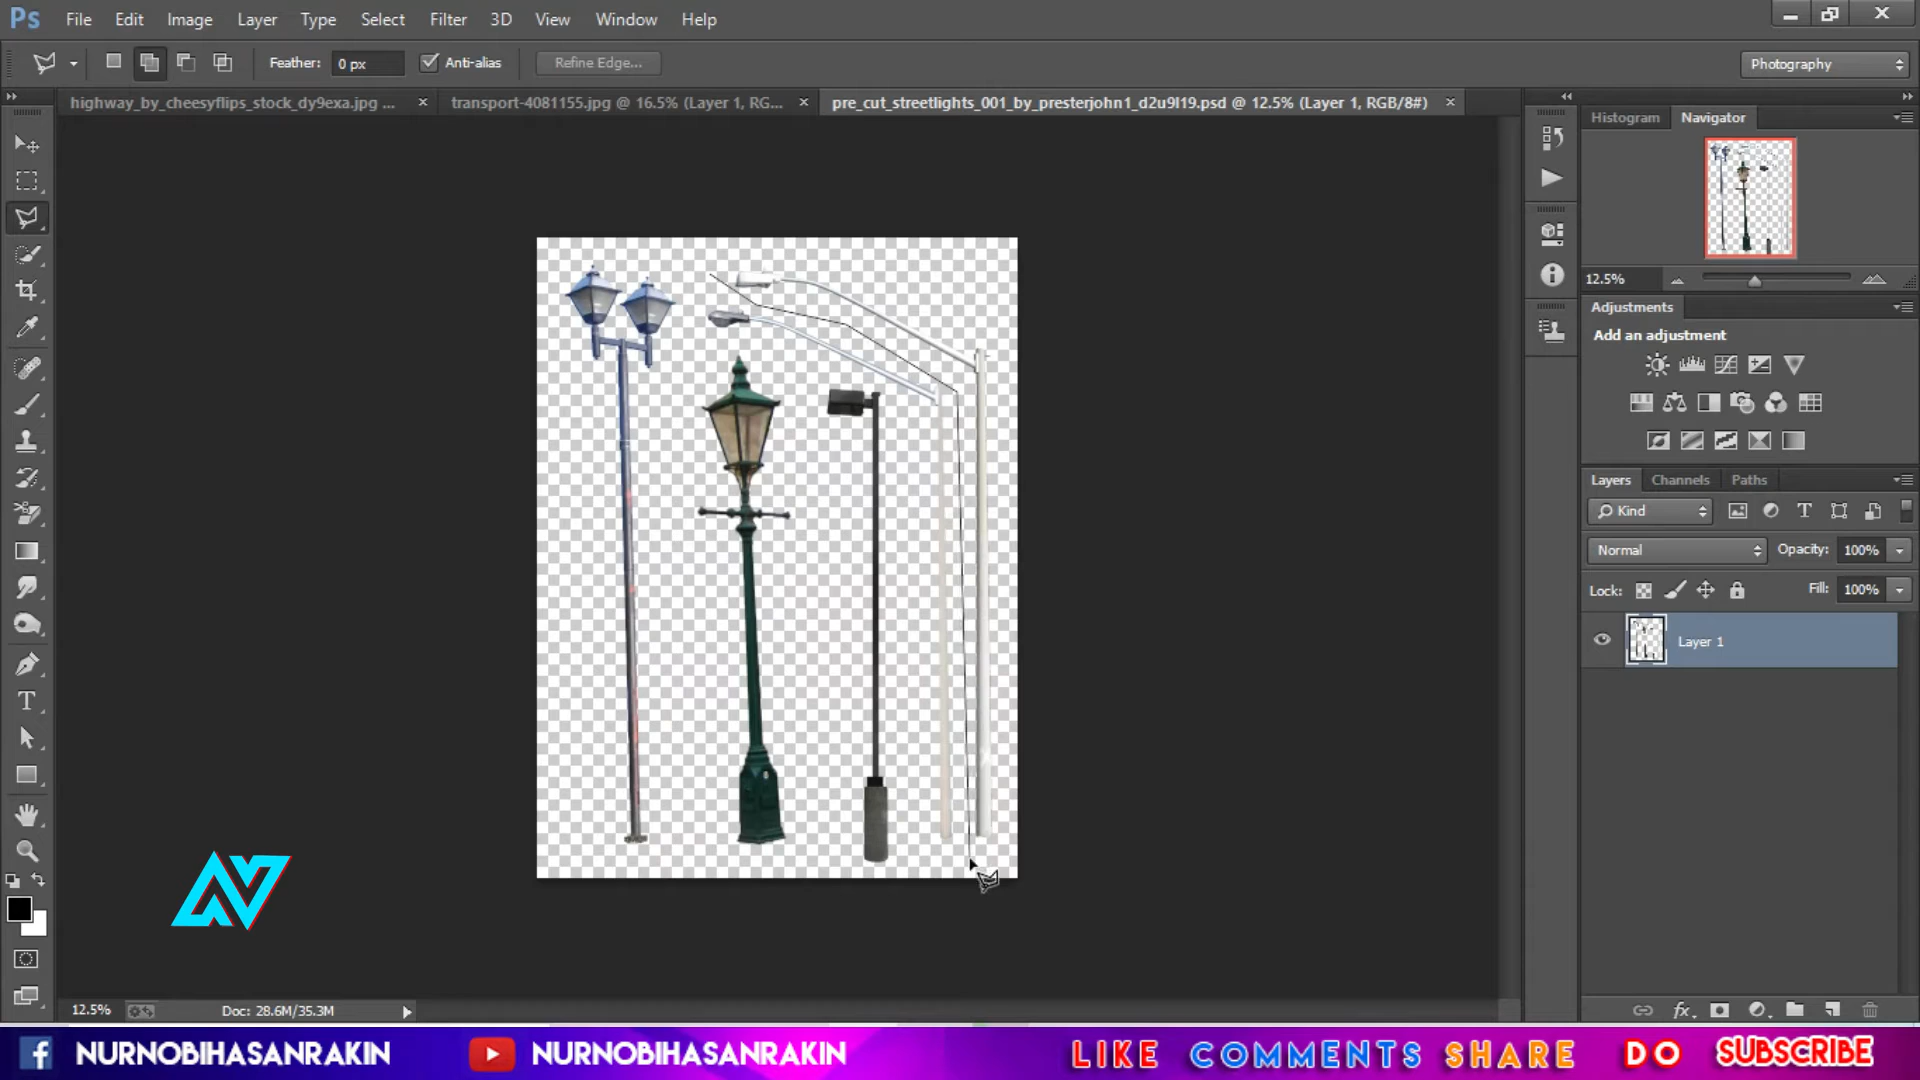 Ps File Edit Image Layer Type Select Filter 3D View Window Help
Feather: 0 px Anti-alias Refine Edge... Photography
highway_by_cheesyflips_stock_dy9exa.jpg ... × transport-4081155.jpg @ 16.5% (Layer 1, RG... × pre_cut_streetlights_001_by_presterjohn1_d2u9l19.psd @ 12.5% (Layer 1, RGB/8#) ×
Histogram Navigator
12.5%
Adjustments
Add an adjustment
Layers Channels Paths
Kind
Normal Opacity: 100%
Lock: Fill: 100%
Layer 1
12.5% Doc: 28.6M/35.3M
NURNOBIHASANRAKIN NURNOBIHASANRAKIN LIKE COMMENTS SHARE DO SUBSCRIBE